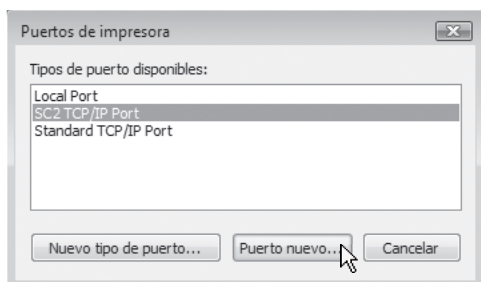 Puertos de impresora
Tipos de puerto disponibles:
Local Port
SC2 TCP/IP Port
Standard TCP/IP Port
Nuevo tipo de puerto... Puerto nuevo... Cancelar